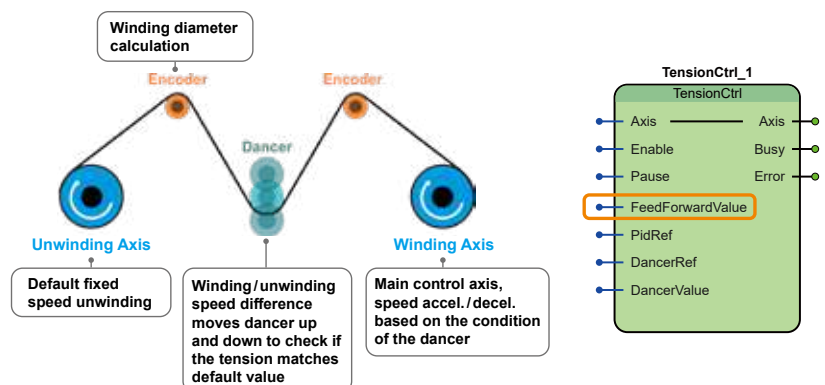 Winding diameter
calculation
Encoder
Encoder
Dancer
Unwinding Axis
Winding Axis
Default fixed
speed unwinding
Winding/unwinding
speed difference
moves dancer up
and down to check if
the tension matches
default value
Main control axis,
speed accel./decel.
based on the condition
of the dancer
TensionCtrl_1
TensionCtrl
Axis Axis
Enable Busy
Pause Error
FeedForwardValue
PidRef
DancerRef
DancerValue